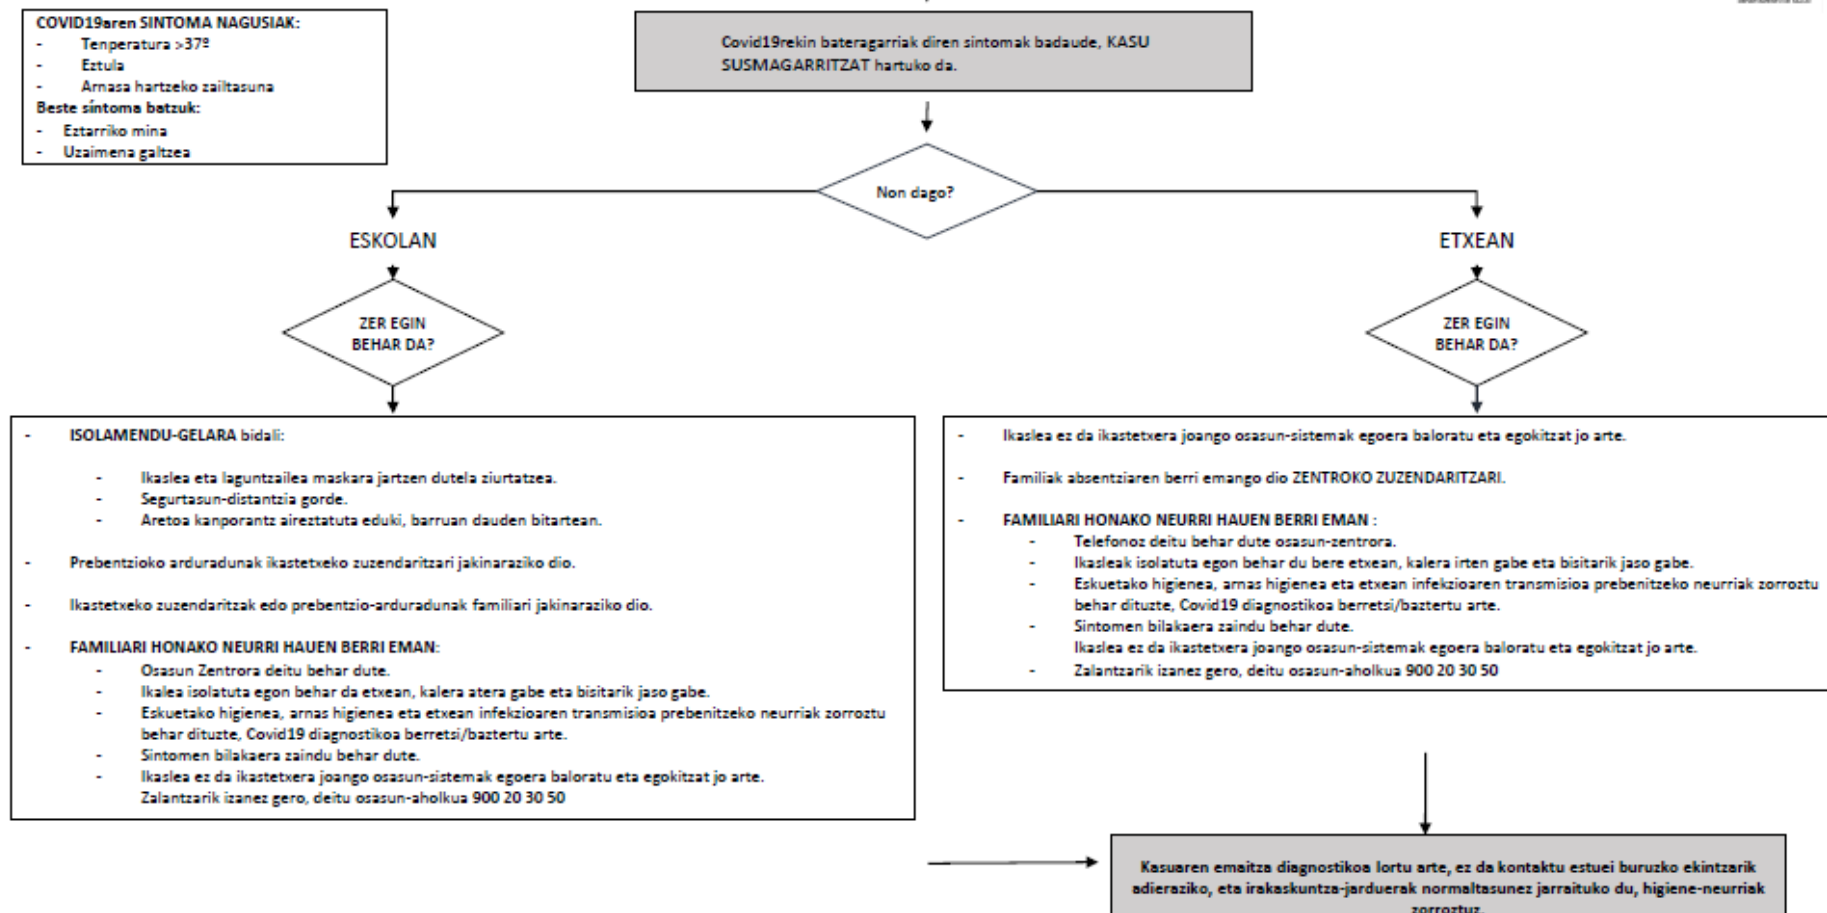 COVID19aren SINTOMA NAGUSIAK:
- Tenperatura >37º
- Eztula
- Arnasa hartzeko zailtasuna
Beste síntoma batzuk:
- Eztarriko mina
- Uzaimena galtzea
Covid19rekin bateragarriak diren sintomak badaude, KASU
SUSMAGARRITZAT hartuko da.
Non dago?
ESKOLAN
ETXEAN
ZER EGIN
BEHAR DA?
ZER EGIN
BEHAR DA?
- ISOLAMENDU-GELARA bidali:
- Ikaslea eta laguntzailea maskara jartzen dutela ziurtatzea.
- Segurtasun-distantzia gorde.
- Aretoa kanporantz aireztatuta eduki, barruan dauden bitartean.
- Prebentzioko arduradunak ikastetxeko zuzendaritzari jakinaraziko dio.
- Ikastetxeko zuzendaritzak edo prebentzio-arduradunak familiari jakinaraziko dio.
- FAMILIARI HONAKO NEURRI HAUEN BERRI EMAN:
- Osasun Zentrora deitu behar dute.
- Ikalea isolatuta egon behar da etxean, kalera atera gabe eta bisitarik jaso gabe.
- Eskuetako higienea, arnas higienea eta etxean infekzioaren transmisioa prebenitzeko neurriak zorroztu
behar dituzte, Covid19 diagnostikoa berretsi/baztertu arte.
- Sintomen bilakaera zaindu behar dute.
- Ikaslea ez da ikastetxera joango osasun-sistemak egoera baloratu eta egokitzat jo arte.
Zalantzarik izanez gero, deitu osasun-aholkua 900 20 30 50
- Ikaslea ez da ikastetxera joango osasun-sistemak egoera baloratu eta egokitzat jo arte.
- Familiak absentziaren berri emango dio ZENTROKO ZUZENDARITZARI.
- FAMILIARI HONAKO NEURRI HAUEN BERRI EMAN :
- Telefonoz deitu behar dute osasun-zentrora.
- Ikasleak isolatuta egon behar du bere etxean, kalera irten gabe eta bisitarik jaso gabe.
- Eskuetako higienea, arnas higienea eta etxean infekzioaren transmisioa prebenitzeko neurriak zorroztu
behar dituzte, Covid19 diagnostikoa berretsi/baztertu arte.
- Sintomen bilakaera zaindu behar dute.
Ikaslea ez da ikastetxera joango osasun-sistemak egoera baloratu eta egokitzat jo arte.
- Zalantzarik izanez gero, deitu osasun-aholkua 900 20 30 50
Kasuaren emaitza diagnostikoa lortu arte, ez da kontaktu estuei buruzko ekintzarik
adieraziko, eta irakaskuntza-jarduerak normaltasunez jarraituko du, higiene-neurriak
zorroztuz.